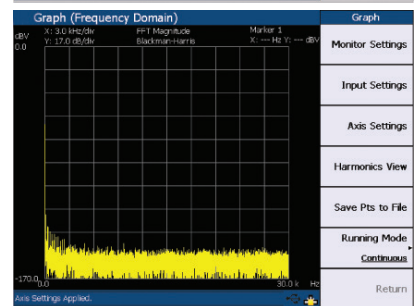 Graph (Frequency Domain)
Graph
dBV
0.0
X: 3.0 kHz/div
Y: 17.0 dB/div
FFT Magnitude
Blackman-Harris
Marker 1
X: --- Hz Y: --- dBV
Monitor Settings
Input Settings
Axis Settings
Harmonics View
Save Pts to File
Running Mode
Continuous
Return
-170.0
0.0
30.0 k Hz
Axis Settings Applied.